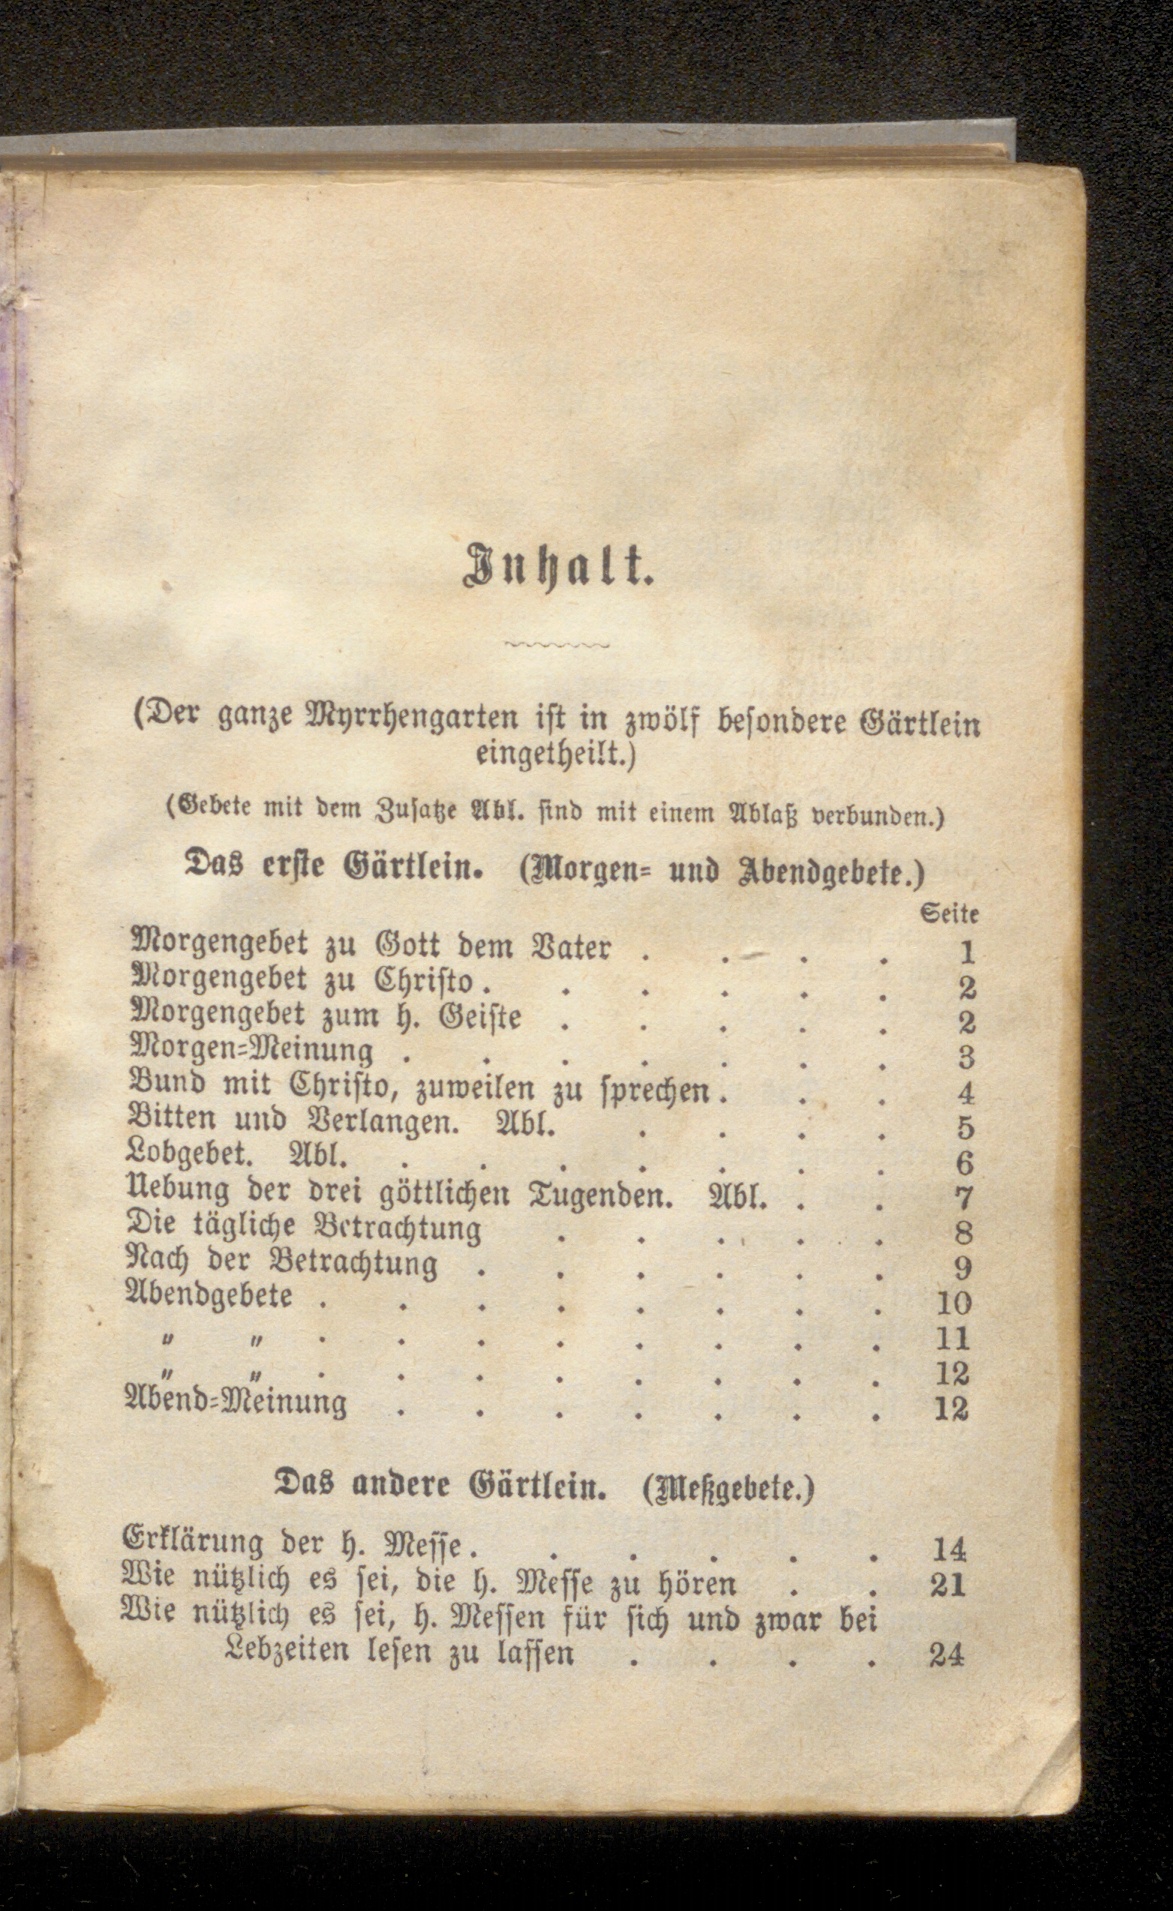 Inhalt.
(Der ganze Myrrhengarten ist in zwölf besondere Gärtlein
eingetheilt.)
(Gebete mit dem Zusatze Abl. sind mit einem Ablaß verbunden.)
Das erste Gärtlein. (Morgen- und Abendgebete.)
Seite
Morgengebet zu Gott dem Vater . . . . 1
Morgengebet zu Christo . . . . . . 2
Morgengebet zum h. Geiste . . . . . 2
Morgen-Meinung . . . . . . . 3
Bund mit Christo, zuweilen zu sprechen . . . 4
Bitten und Verlangen. Abl. . . . . 5
Lobgebet. Abl. . . . . . . . 6
Uebung der drei göttlichen Tugenden. Abl. . . 7
Die tägliche Betrachtung . . . . . 8
Nach der Betrachtung . . . . . . 9
Abendgebete . . . . . . . . 10
„ „ . . . . . . . . 11
„ „ . . . . . . . . 12
Abend-Meinung . . . . . . . 12
Das andere Gärtlein. (Meßgebete.)
Erklärung der h. Messe . . . . . . 14
Wie nützlich es sei, die h. Messe zu hören . . 21
Wie nützlich es sei, h. Messen für sich und zwar bei
Lebzeiten lesen zu lassen . . . . 24